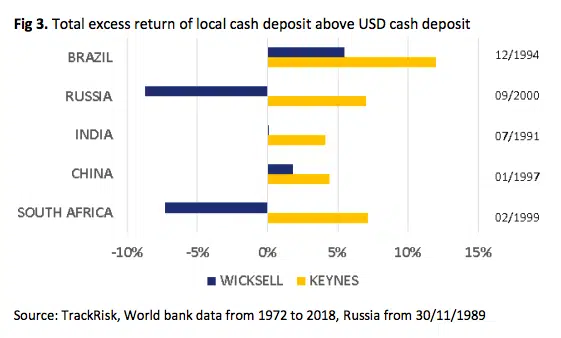 Fig 3. Total excess return of local cash deposit above USD cash deposit
BRAZIL 12/1994
RUSSIA 09/2000
INDIA 07/1991
CHINA 01/1997
SOUTH AFRICA 02/1999
-10% -5% 0% 5% 10% 15%
WICKSELL KEYNES
Source: TrackRisk, World bank data from 1972 to 2018, Russia from 30/11/1989